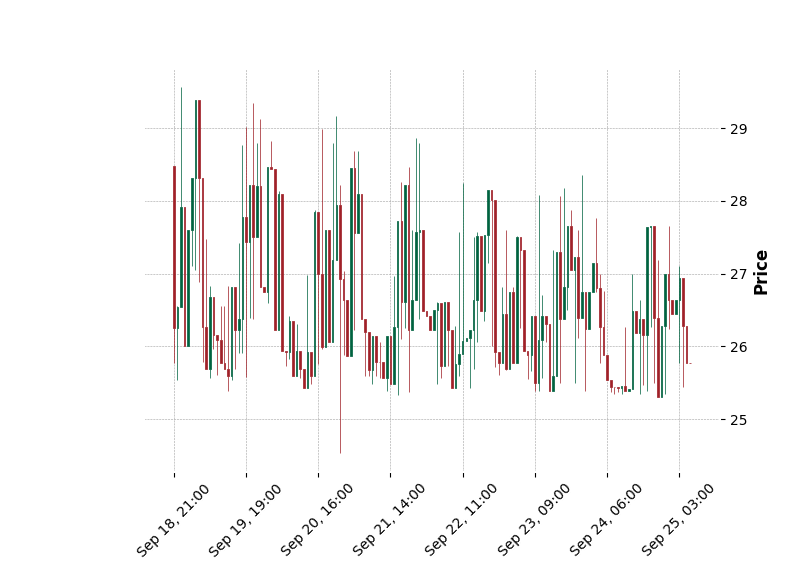 29
28
27
26
25
Price
Sep 18, 21:00
Sep 19, 19:00
Sep 20, 16:00
Sep 21, 14:00
Sep 22, 11:00
Sep 23, 09:00
Sep 24, 06:00
Sep 25, 03:00